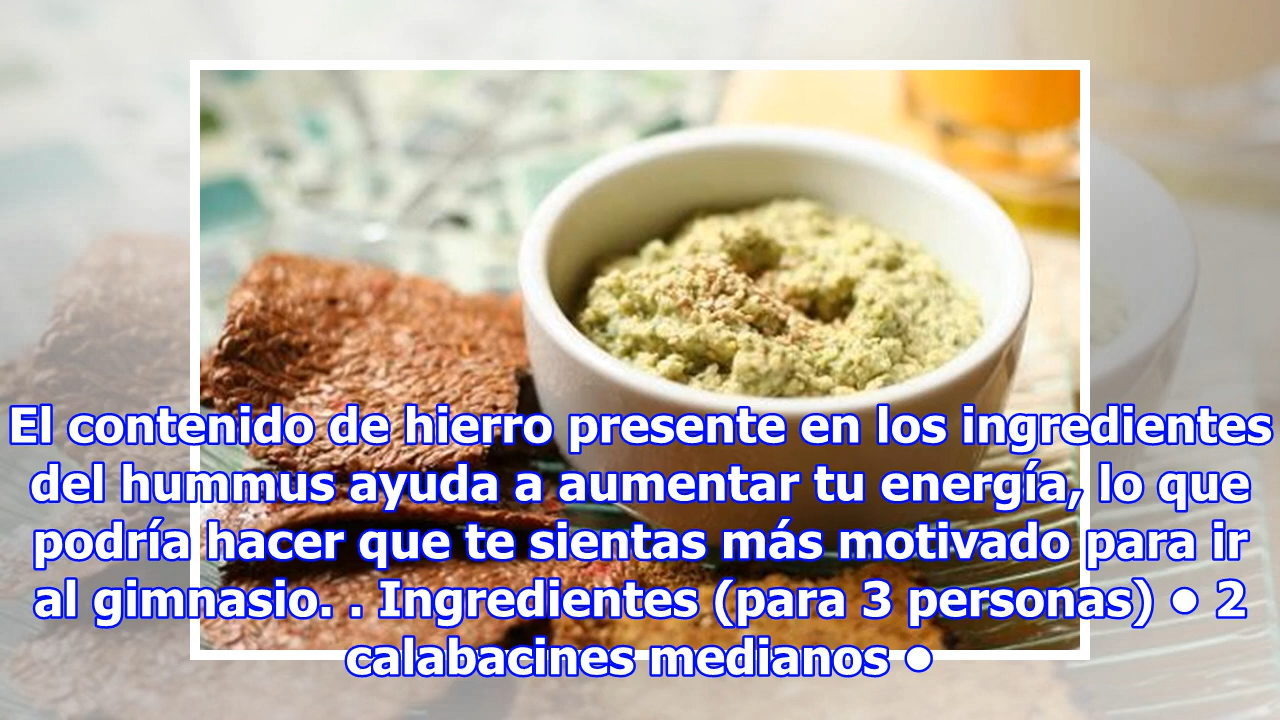 El contenido de hierro presente en los ingredientes
del hummus ayuda a aumentar tu energía, lo que
podría hacer que te sientas más motivado para ir
al gimnasio. . Ingredientes (para 3 personas) ● 2
calabacines medianos ●